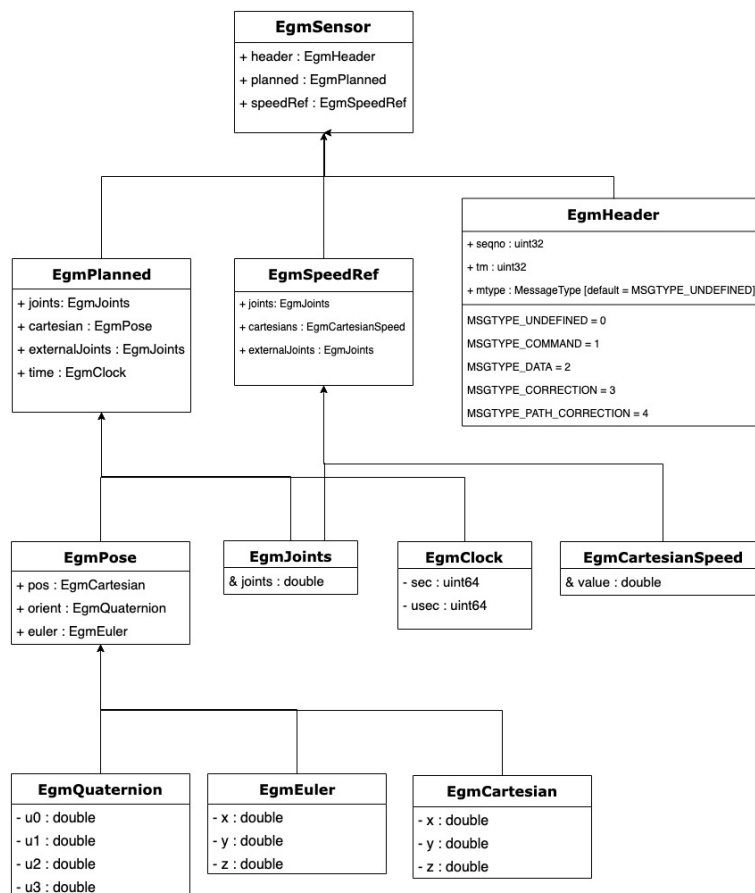 EgmSensor
+ header : EgmHeader
+ planned : EgmPlanned
+ speedRef : EgmSpeedRef
EgmHeader
+ seqno : uint32
+ tm : uint32
+ mtype : MessageType [default = MSGTYPE_UNDEFINED]
MSGTYPE_UNDEFINED = 0
MSGTYPE_COMMAND = 1
MSGTYPE_DATA = 2
MSGTYPE_CORRECTION = 3
MSGTYPE_PATH_CORRECTION = 4
EgmPlanned
+ joints: EgmJoints
+ cartesian : EgmPose
+ externalJoints : EgmJoints
+ time : EgmClock
EgmSpeedRef
+ joints: EgmJoints
+ cartesians : EgmCartesianSpeed
+ externalJoints : EgmJoints
EgmPose
+ pos : EgmCartesian
+ orient : EgmQuaternion
+ euler : EgmEuler
EgmJoints
& joints : double
EgmClock
- sec : uint64
- usec : uint64
EgmCartesianSpeed
& value : double
EgmQuaternion
- u0 : double
- u1 : double
- u2 : double
- u3 : double
EgmEuler
- x : double
- y : double
- z : double
EgmCartesian
- x : double
- y : double
- z : double